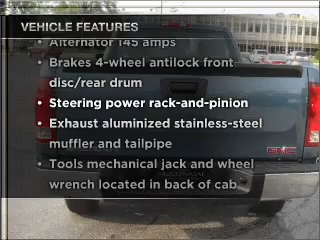 VEHICLE FEATURES
• Alternator 145 amps
• Brakes 4-wheel antilock front
disc/rear drum
• Steering power rack-and-pinion
• Exhaust aluminized stainless-steel
muffler and tailpipe
• Tools mechanical jack and wheel
wrench located in back of cab
GMC